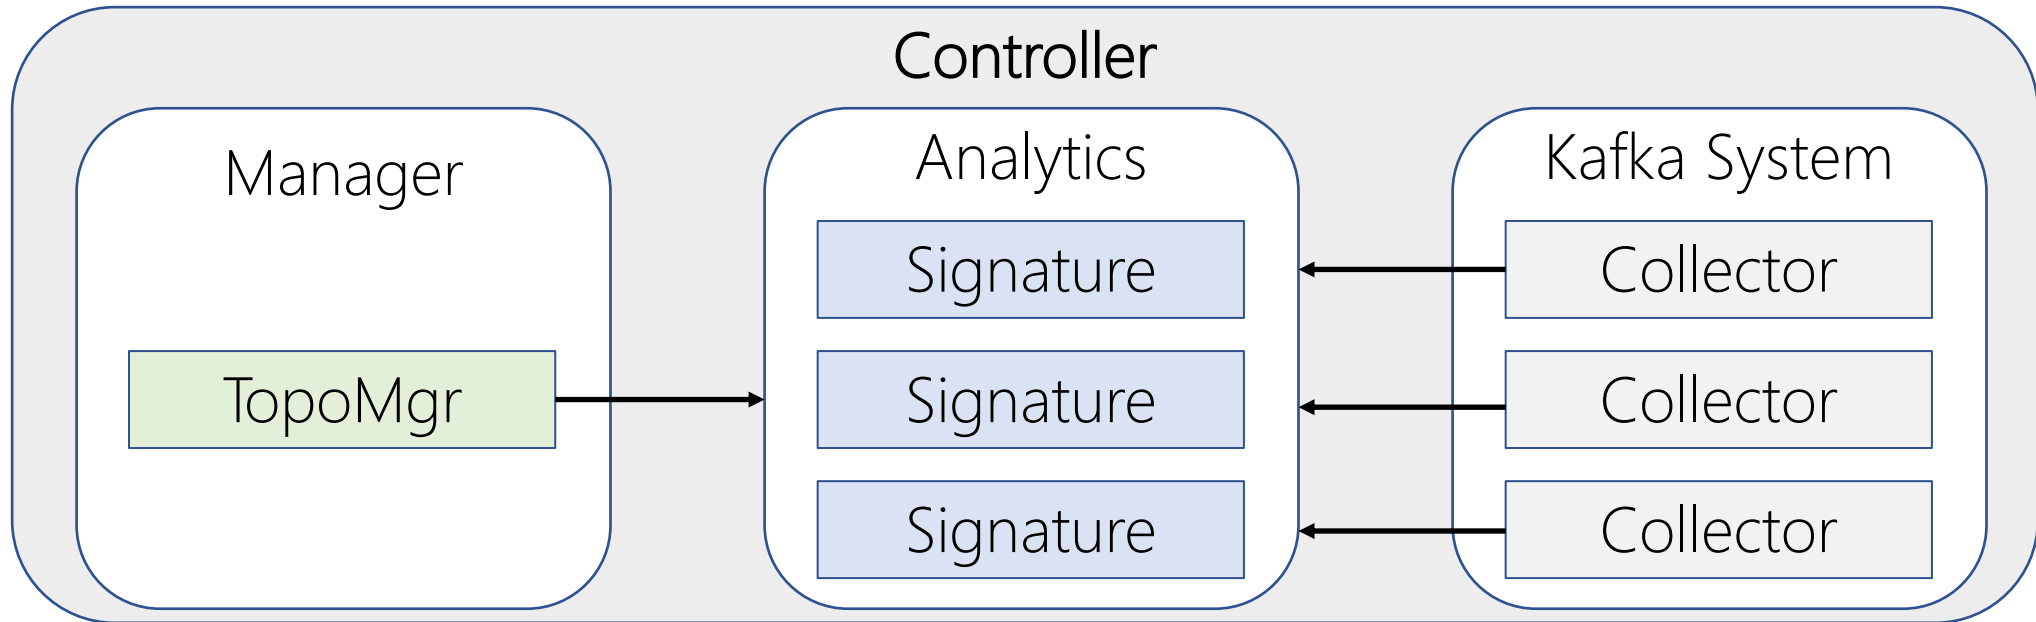 Controller
Manager
TopoMgr
Analytics
Signature
Signature
Signature
Kafka System
Collector
Collector
Collector